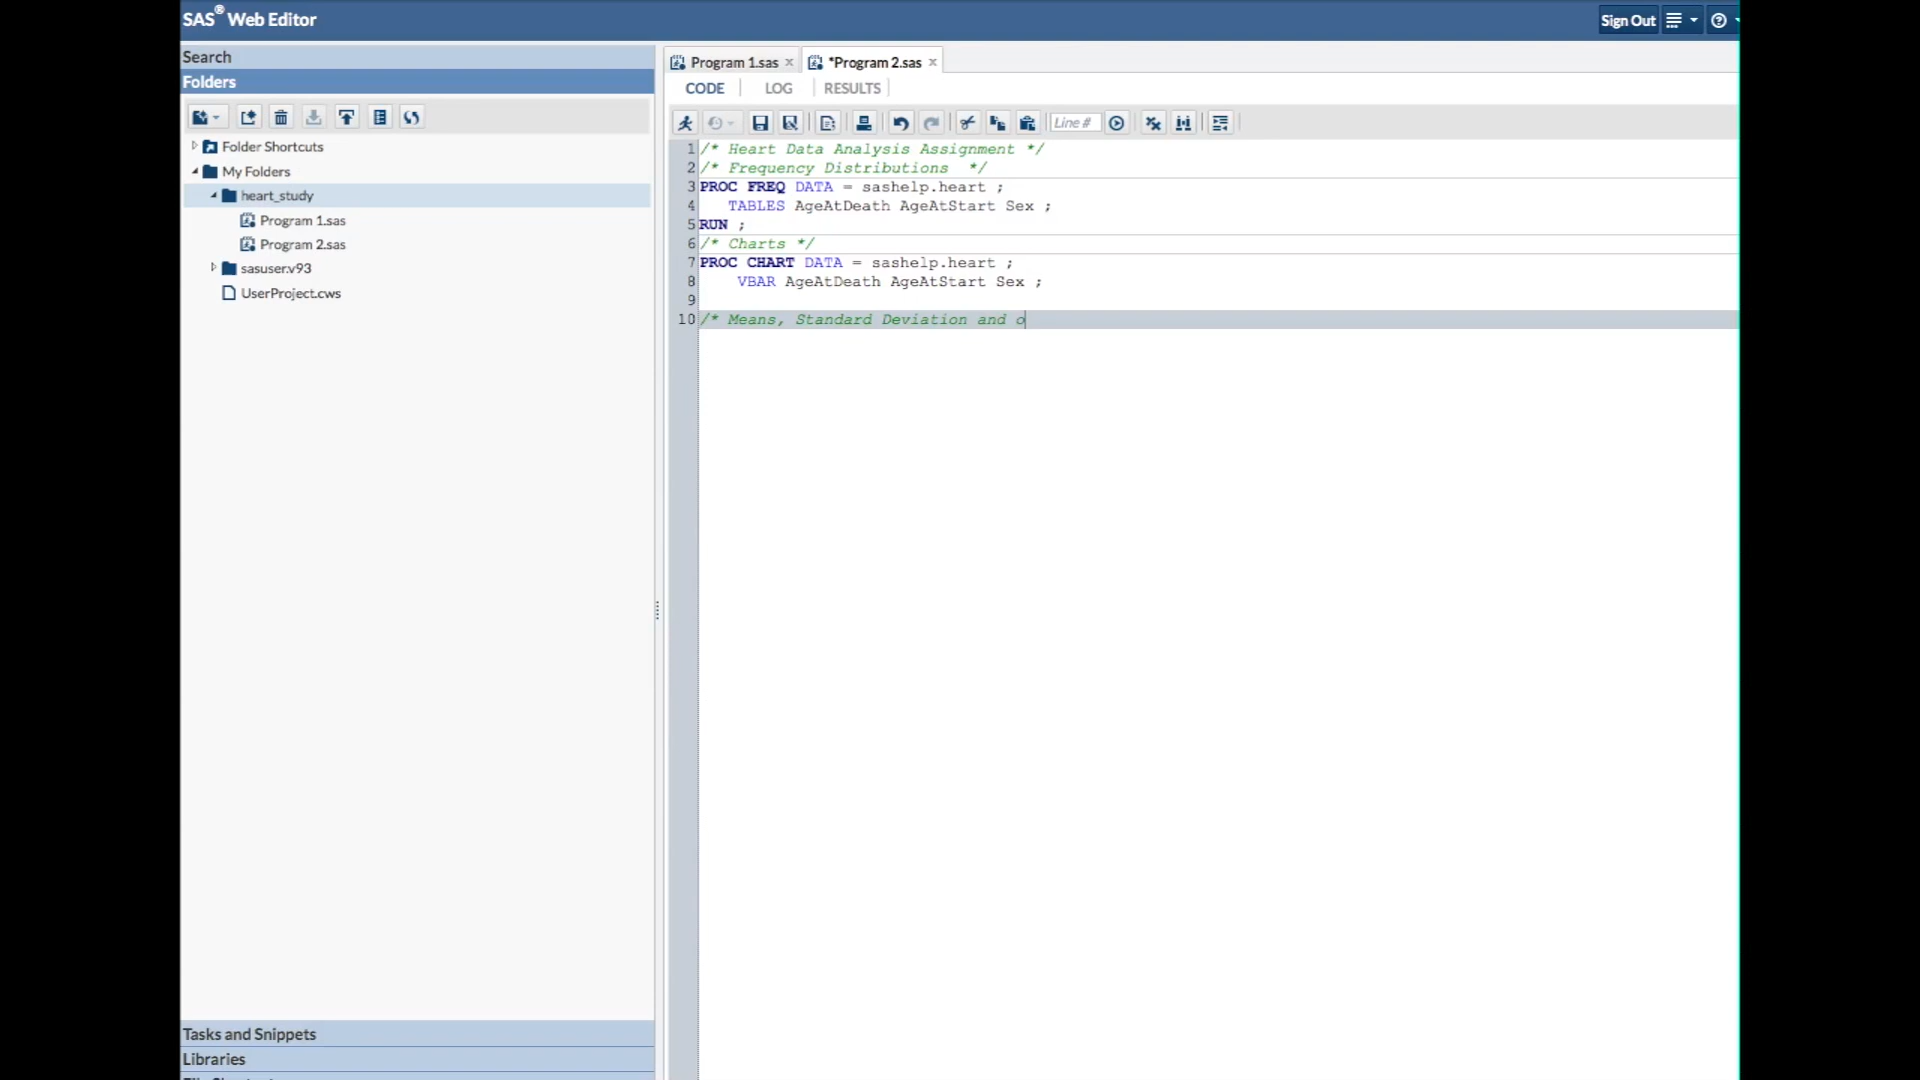 SAS® Web Editor
Sign Out
Search
Folders
Folder Shortcuts
My Folders
heart_study
Program 1.sas
Program 2.sas
sasuser.v93
UserProject.cws
Tasks and Snippets
Libraries
Program 1.sas
*Program 2.sas
CODE
LOG
RESULTS
Line #
1 /* Heart Data Analysis Assignment */
2 /* Frequency Distributions  */
3 PROC FREQ DATA = sashelp.heart ;
4    TABLES AgeAtDeath AgeAtStart Sex ;
5 RUN ;
6 /* Charts */
7 PROC CHART DATA = sashelp.heart ;
8     VBAR AgeAtDeath AgeAtStart Sex ;
9
10 /* Means, Standard Deviation and o